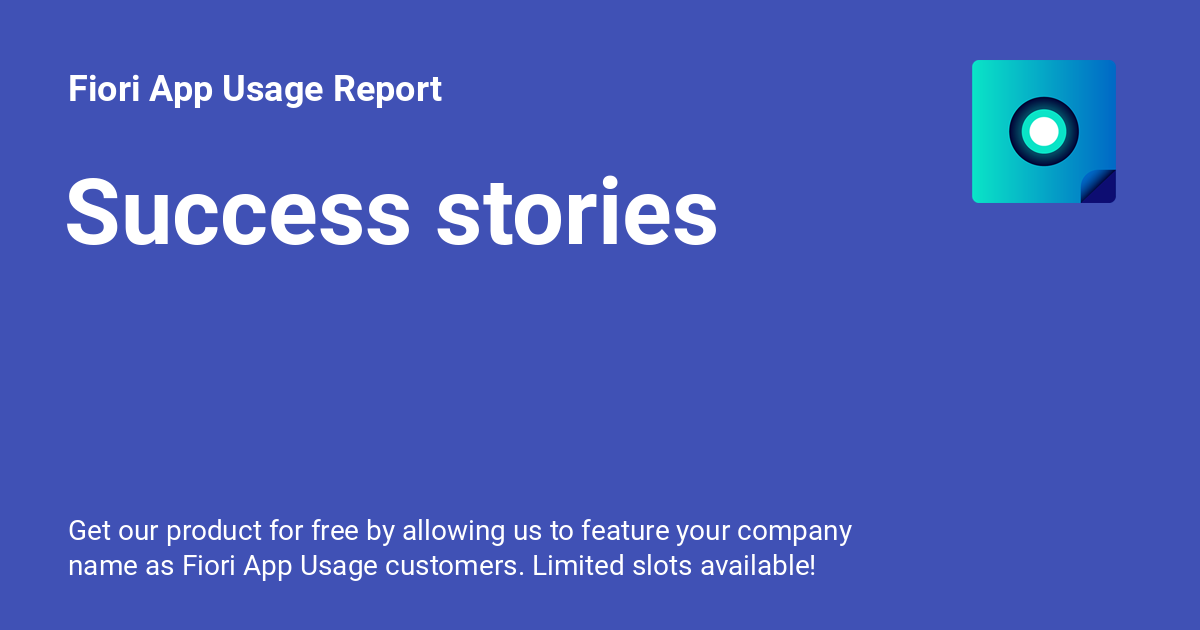 Fiori App Usage Report
Success stories
Get our product for free by allowing us to feature your company
name as Fiori App Usage customers. Limited slots available!